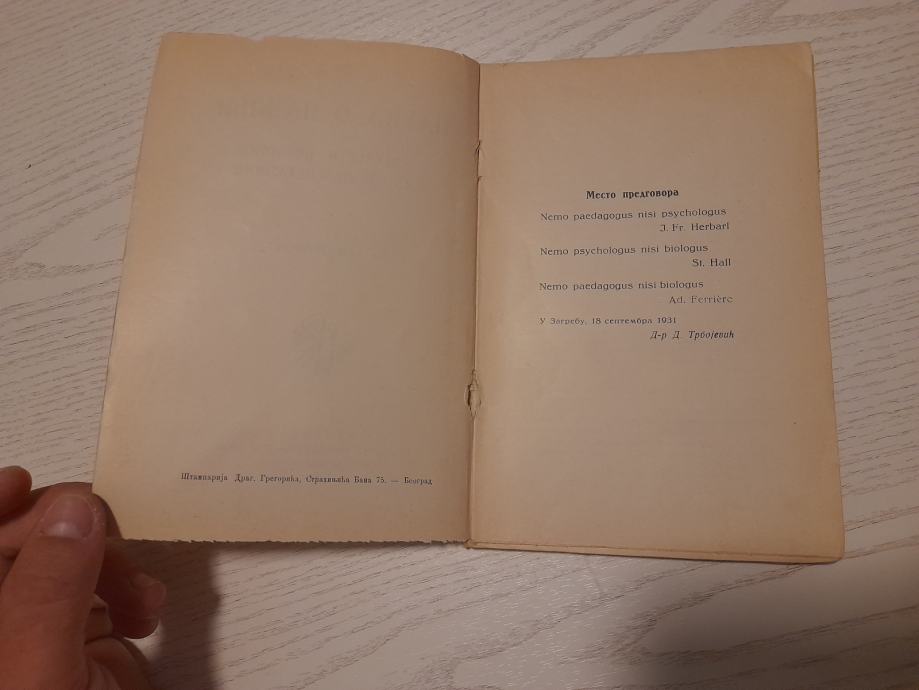 Штампарија Драг. Грегорића, Страхињића Бана 75. — Београд
Место предговора
Nemo paedagogus nisi psychologus
J. Fr. Herbart
Nemo psychologus nisi biologus
St. Hall
Nemo paedagogus nisi biologus
Ad. Ferrière
У Загребу, 18 септембра 1931
Д-р Д. Трбојевић